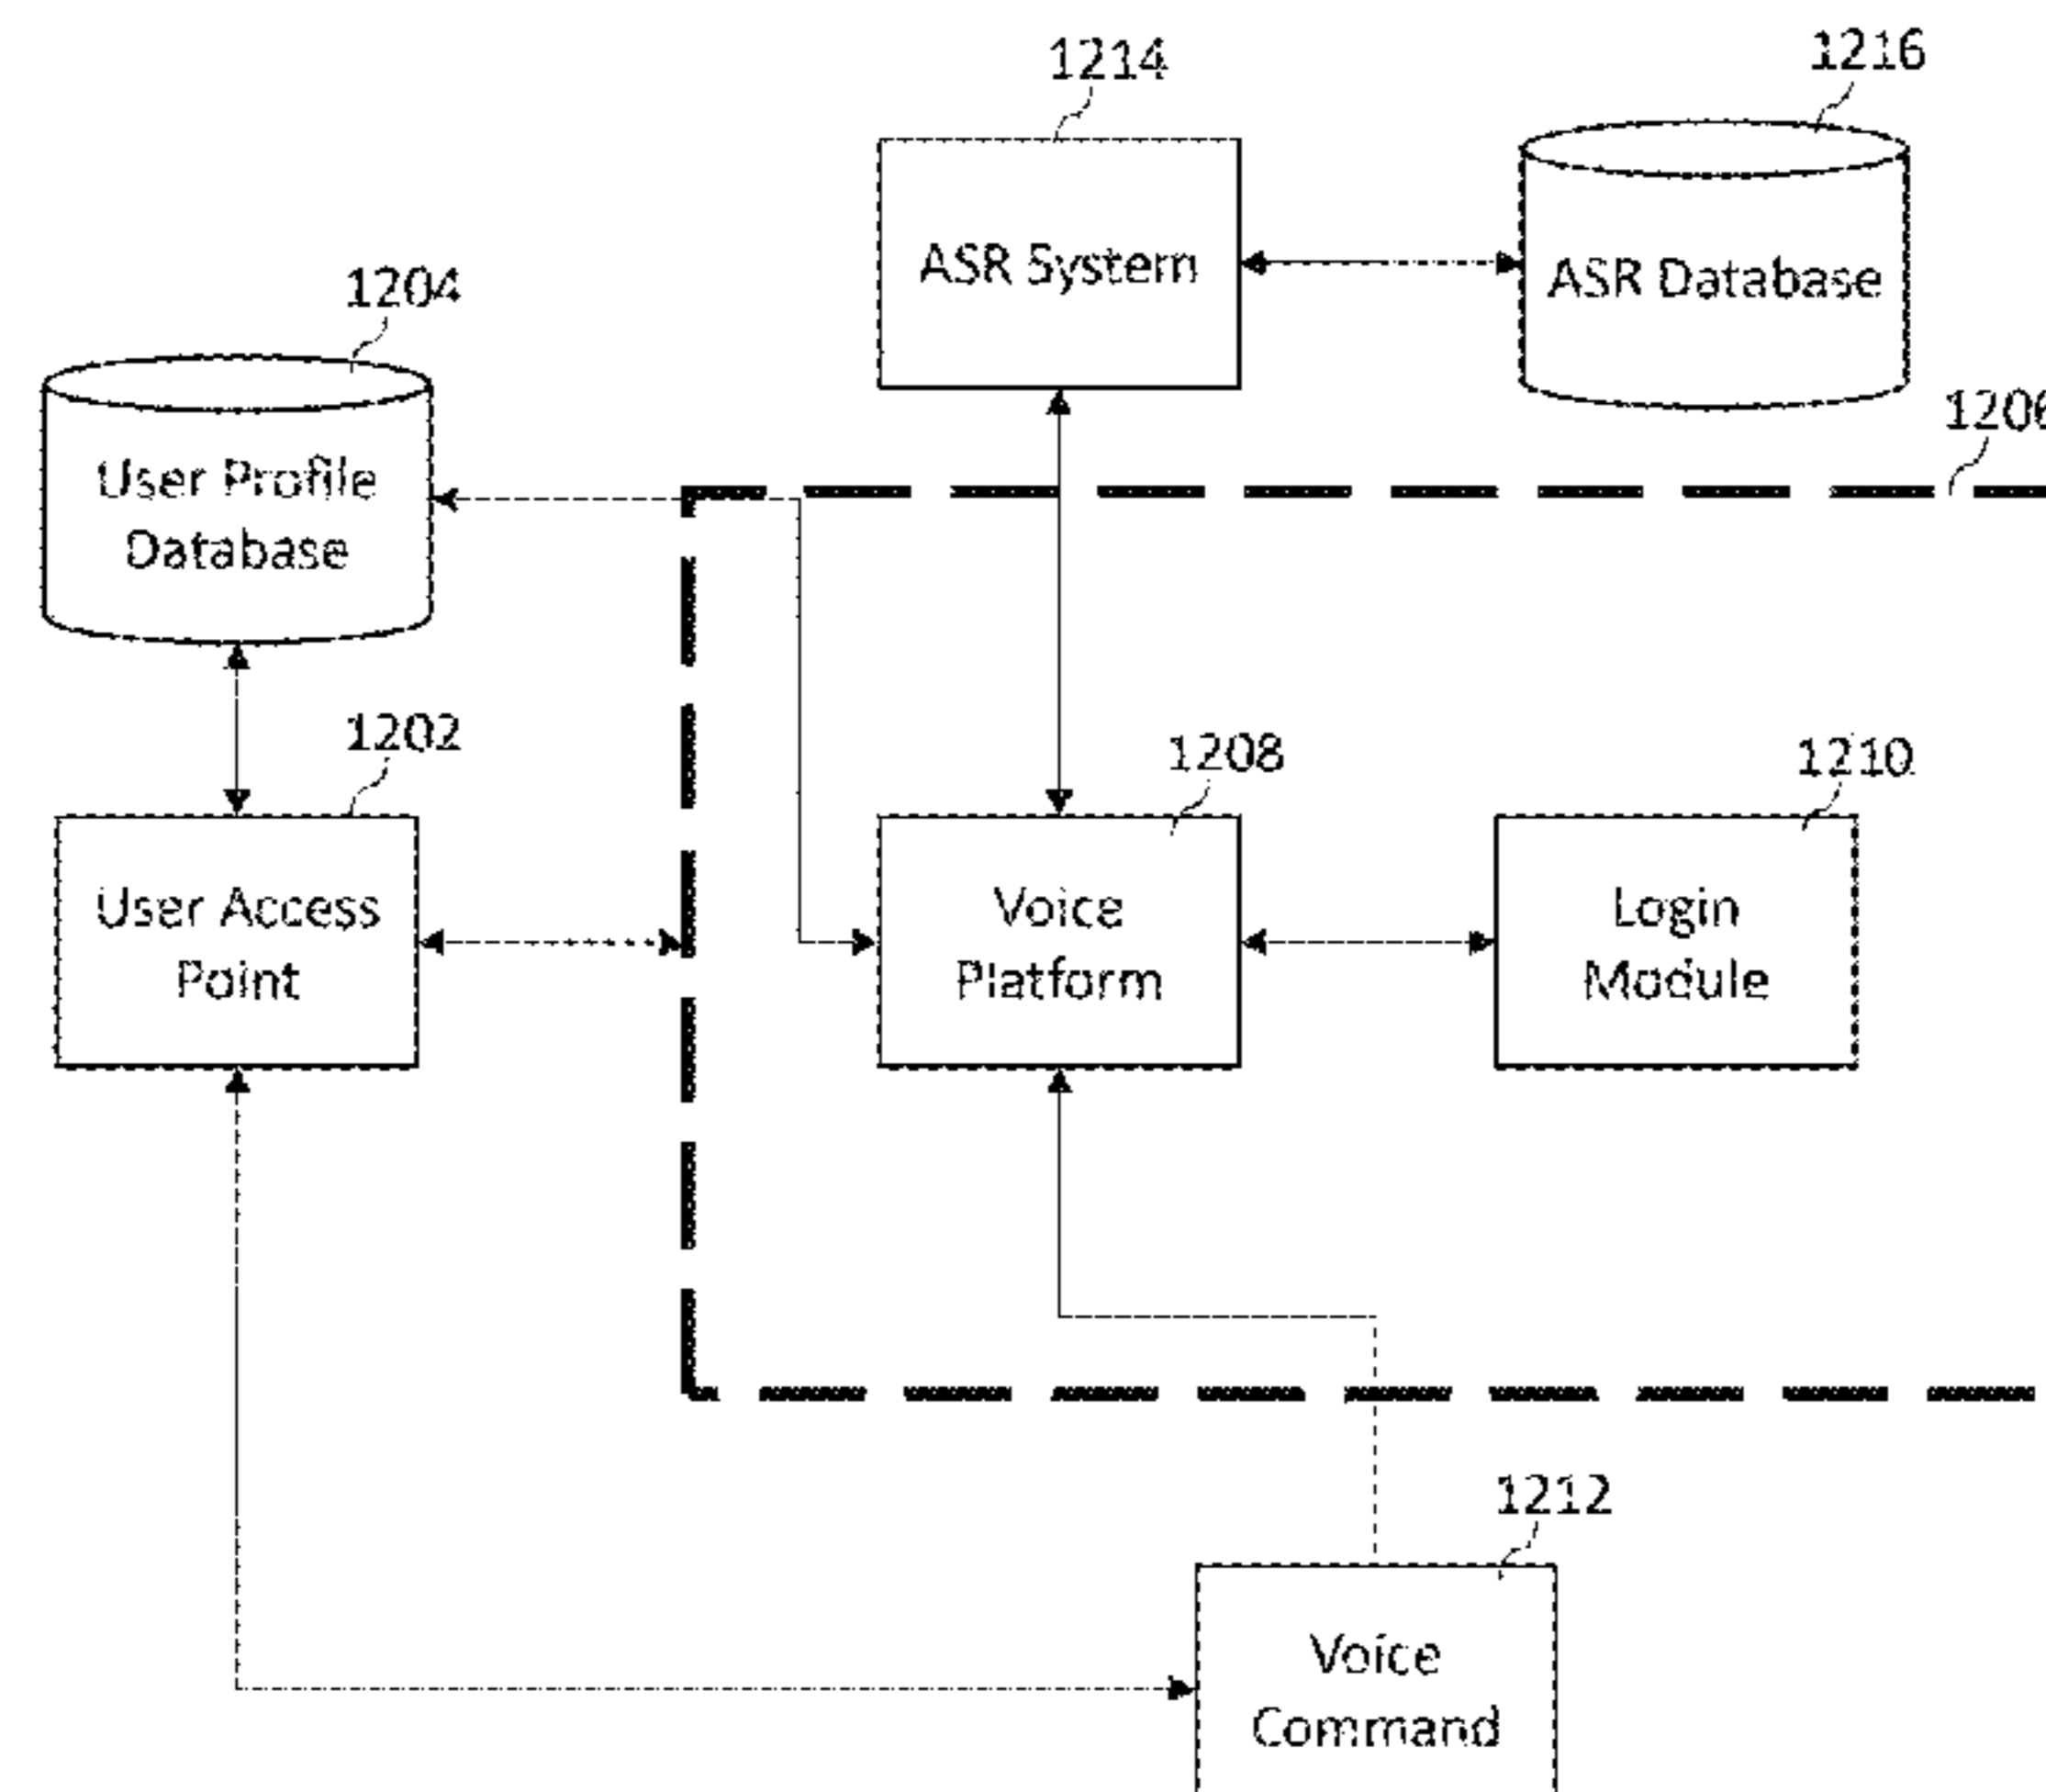 1214
1216
ASR System
ASR Database
1204
1206
User Profile
Database
1202
1208
1210
User Access
Point
Voice
Platform
Login
Module
1212
Voice
Command